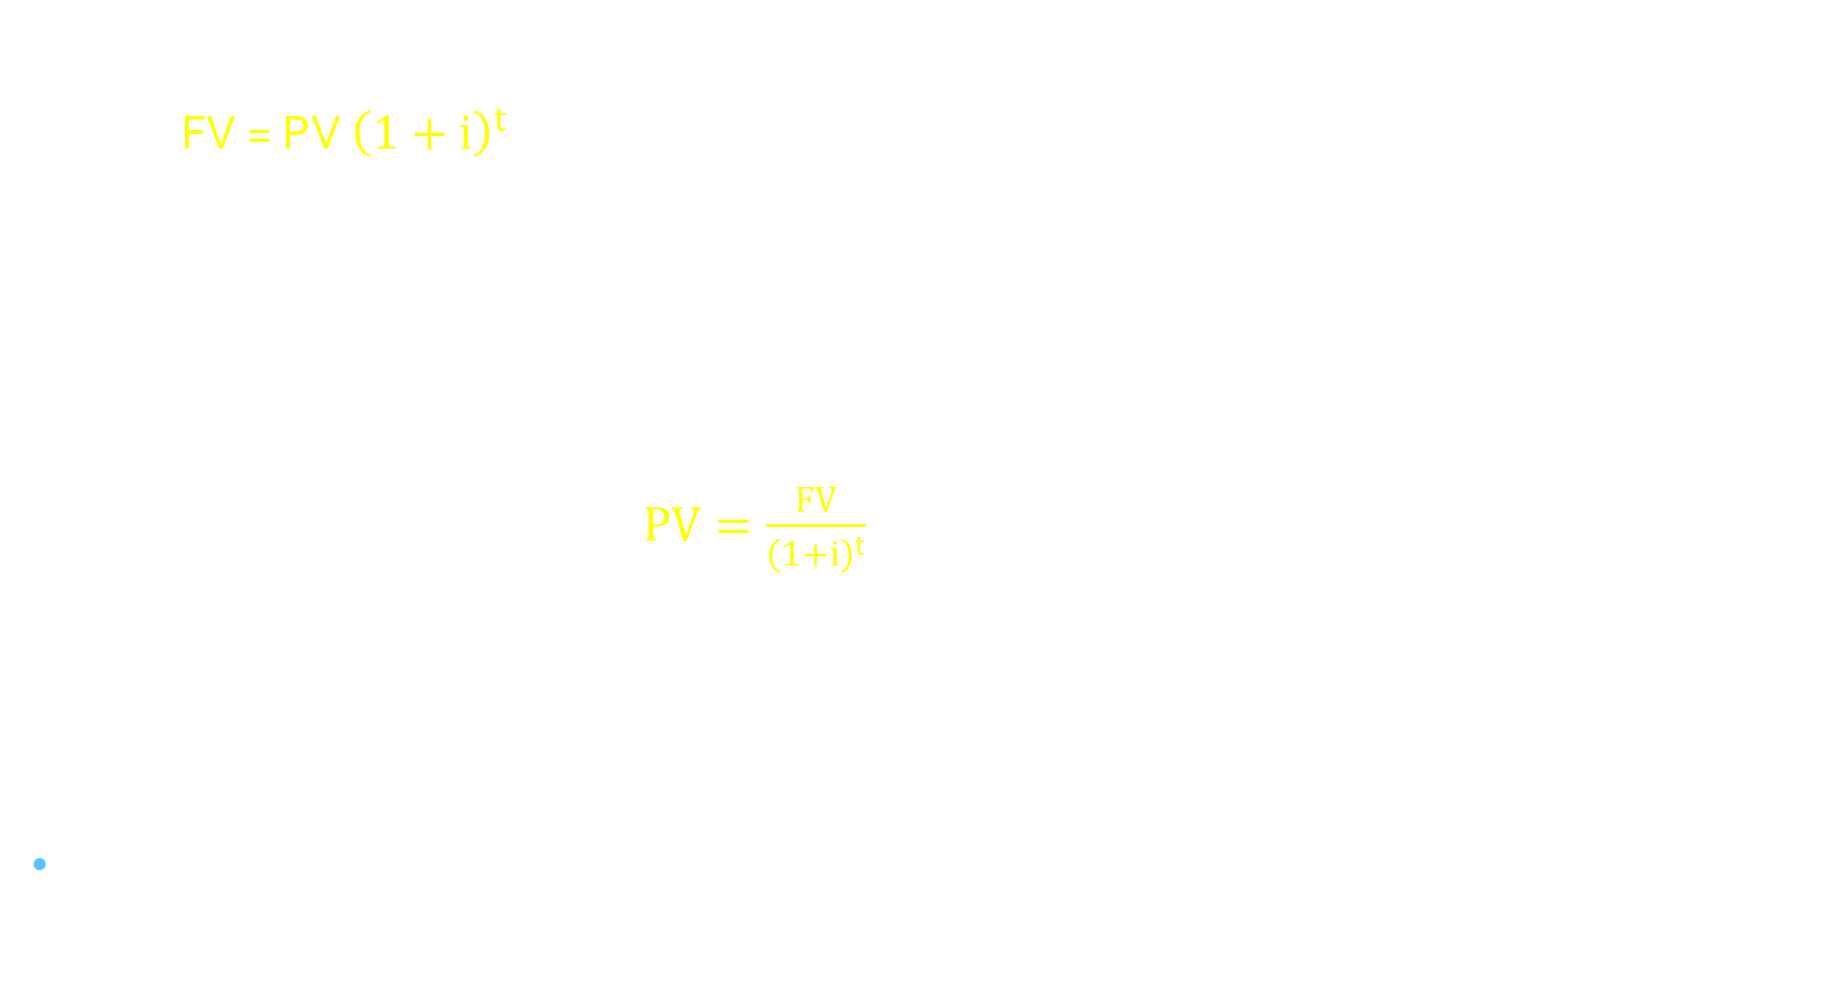 FV = PV (1 + i)^t
PV = FV/(1+i)^t